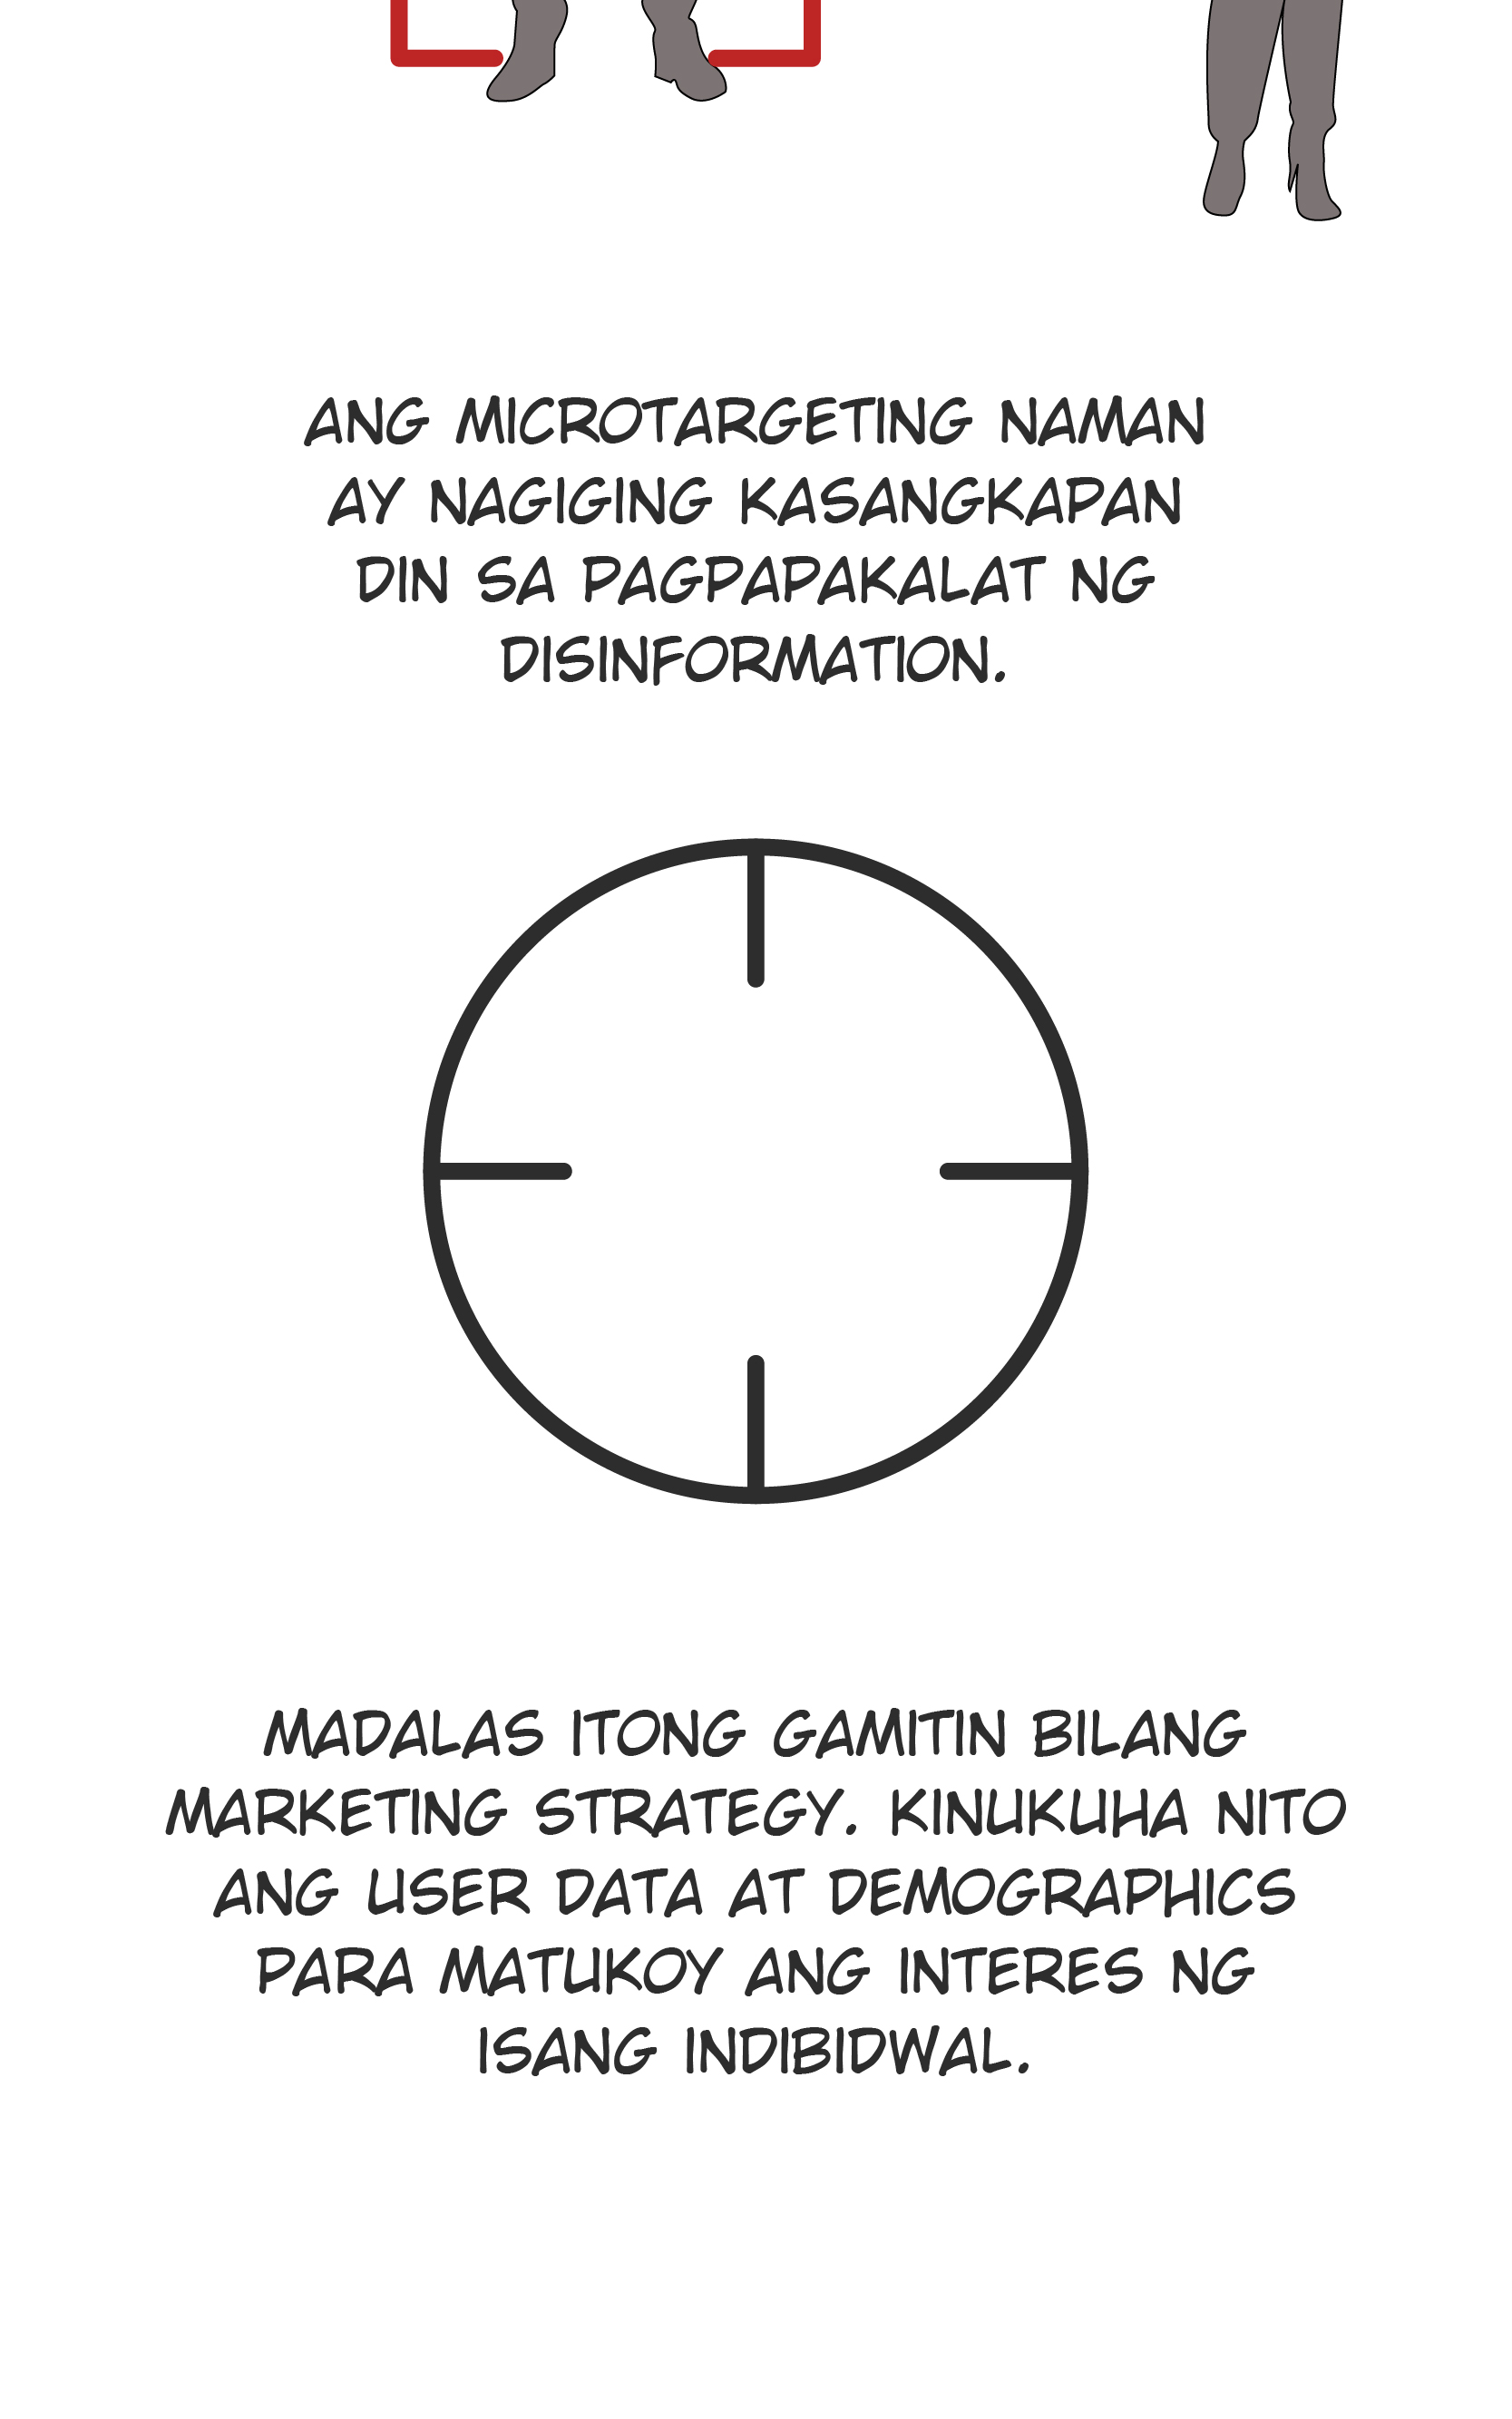 ANG MICROTARGETING NAMAN
AY NAGIGING KASANGKAPAN
DIN SA PAGPAPAKALAT NG
DISINFORMATION.
MADALAS ITONG GAMITIN BILANG
MARKETING STRATEGY. KINUKUHA NITO
ANG USER DATA AT DEMOGRAPHICS
PARA MATUKOY ANG INTERES NG
ISANG INDIBIDWAL.